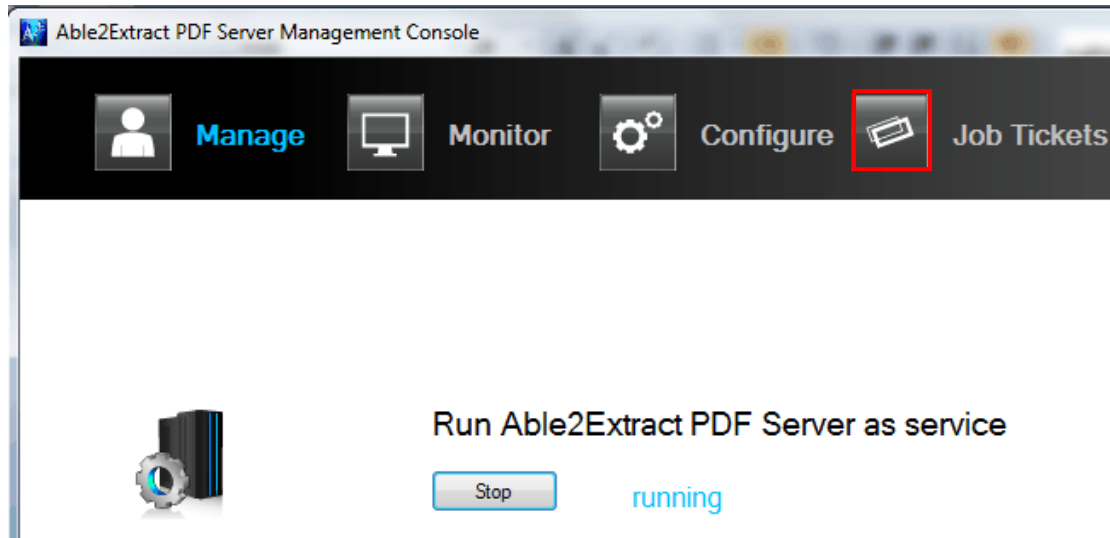 Able2Extract PDF Server Management Console
Manage Monitor Configure Job Tickets
Run Able2Extract PDF Server as service
Stop running